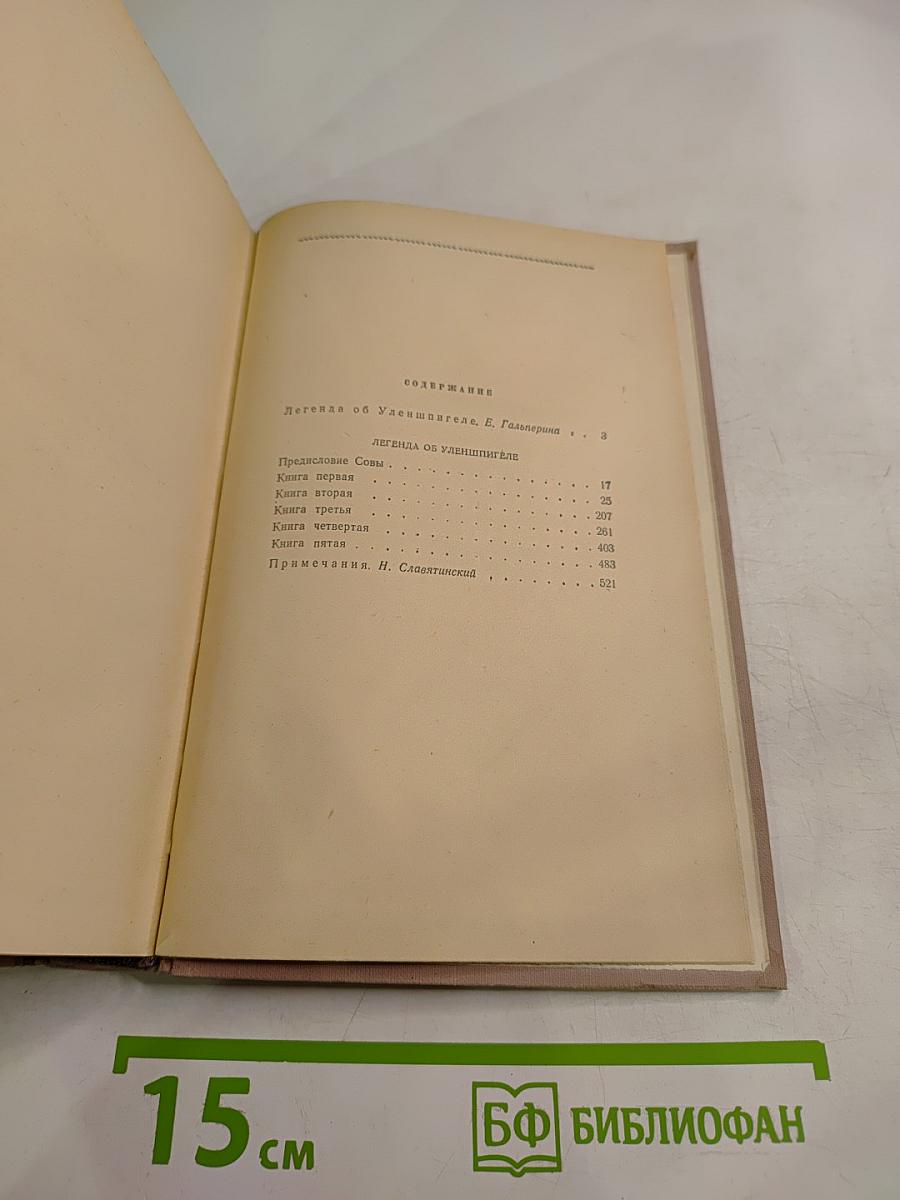 СОДЕРЖАНИЕ
Легенда об Уленшпигеле. Е. Гальперина . . 3
ЛЕГЕНДА ОБ УЛЕНШПИГЕЛЕ
Предисловие Совы . . . . . . . . . . . . . . 17
Книга первая . . . . . . . . . . . . . . 25
Книга вторая . . . . . . . . . . . . . . 207
Книга третья . . . . . . . . . . . . . . 261
Книга четвертая . . . . . . . . . . . . . 403
Книга пятая . . . . . . . . . . . . . . 483
Примечания. Н. Славятинский . . . . . . . . 521
15 см
БФ БИБЛИОФАН